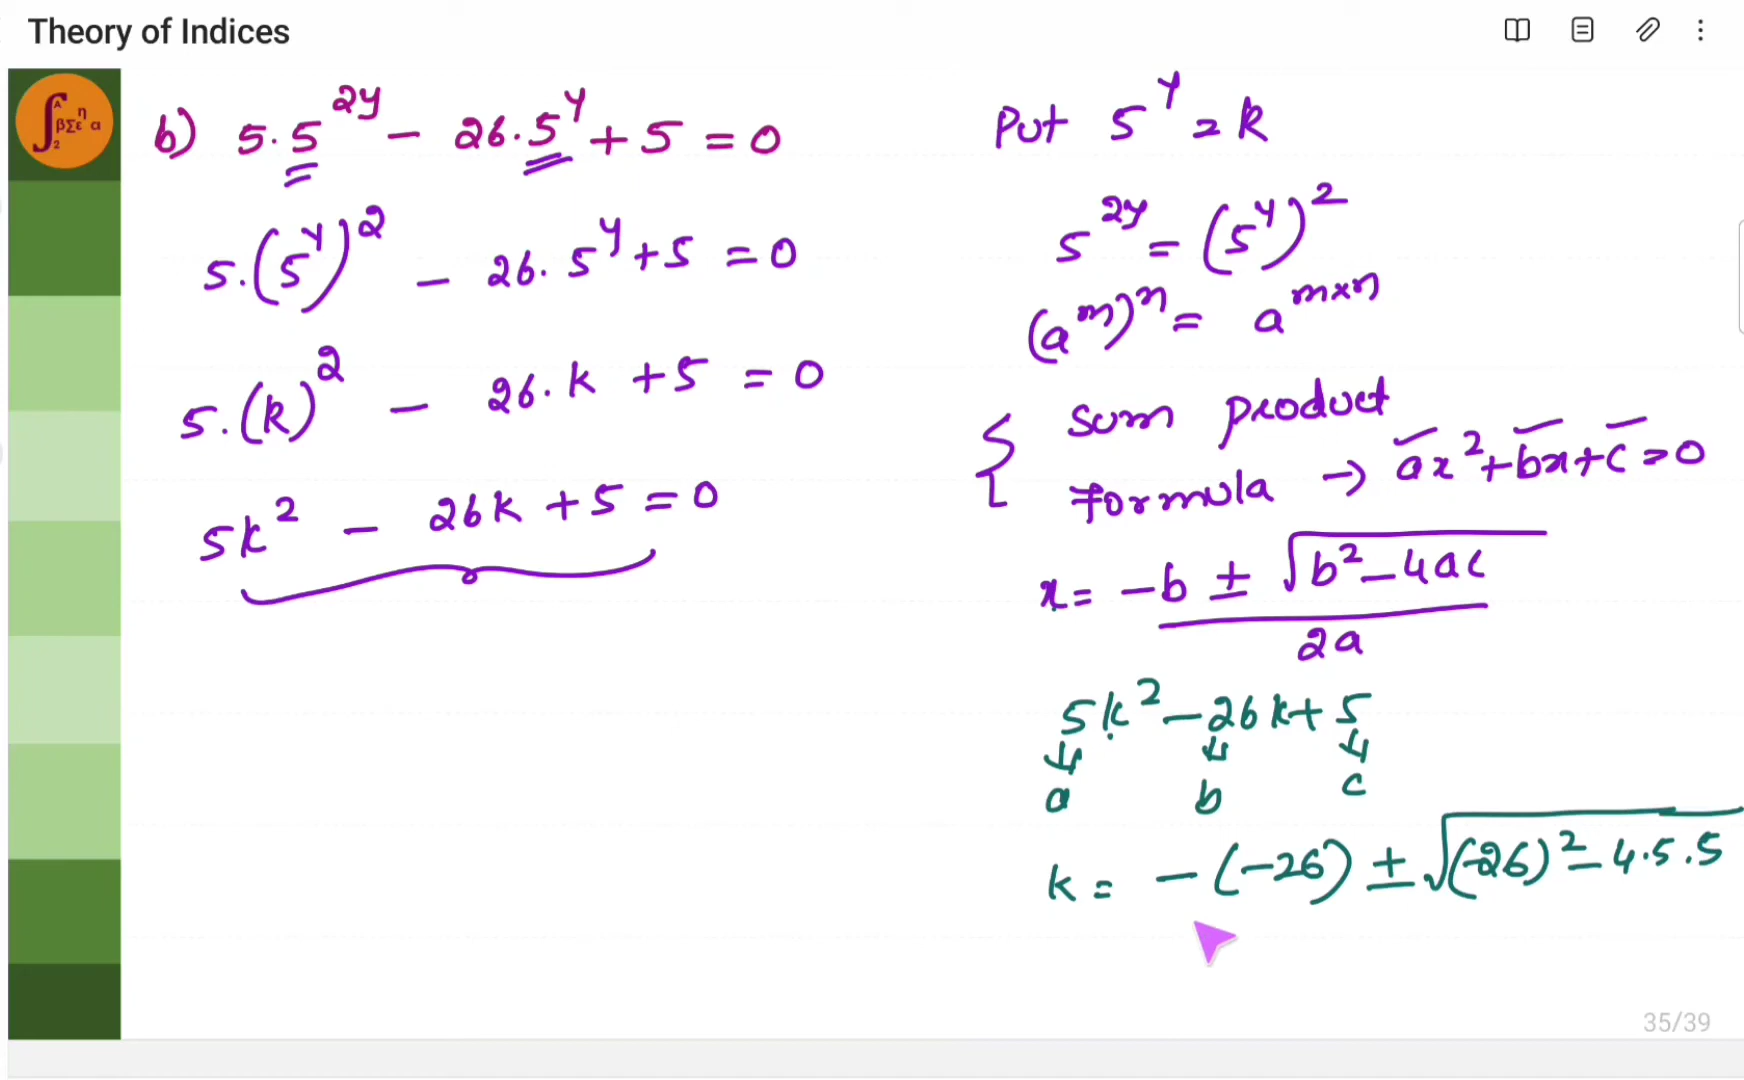 Theory of Indices
b) 5.5^2y - 26.5^y + 5 = 0
5.(5^y)^2 - 26.5^y + 5 = 0
5.(k)^2 - 26.k + 5 = 0
5k^2 - 26k + 5 = 0
Put 5^y = k
5^2y = (5^y)^2
(a^m)^n = a^m×n
{ Sum product
Formula → ax^2 + bx + c = 0
x = -b ± √b^2 - 4ac
2a
5k^2 - 26k + 5
a b c
k = -(-26) ± √(-26)^2 - 4.5.5
35/39